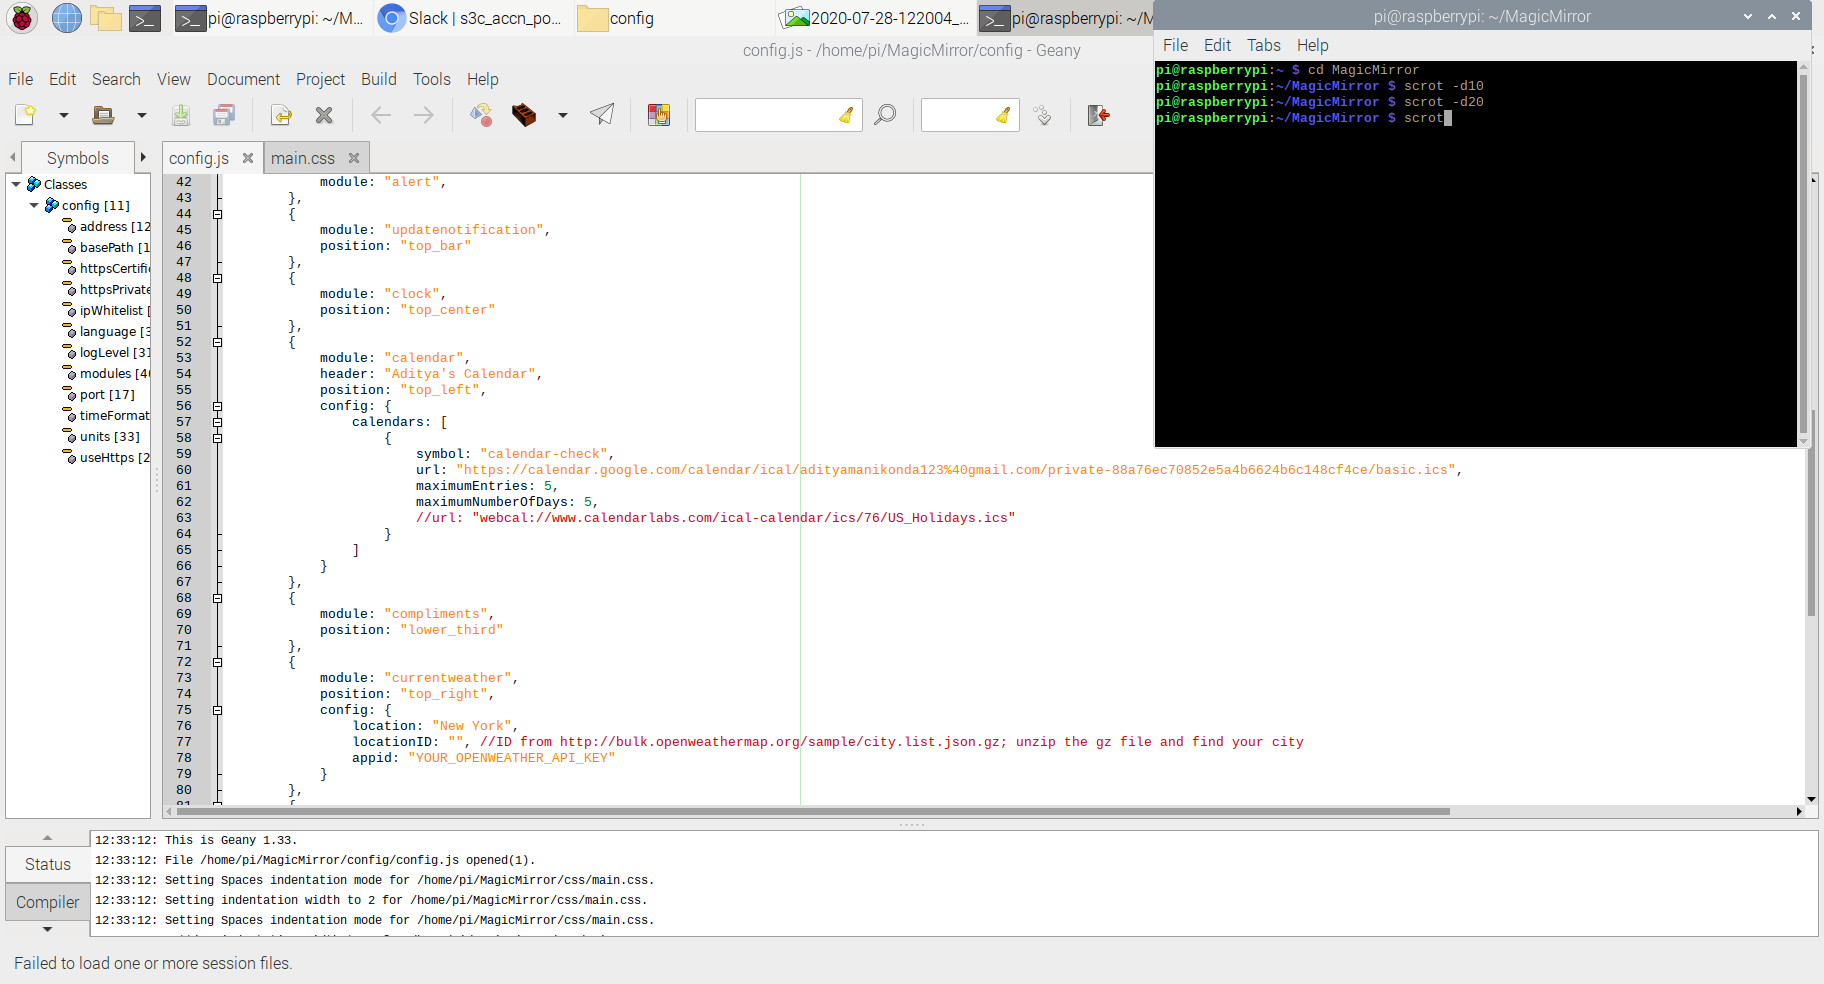 pi@raspberrypi: ~/M...
Slack | s3c_accn_po...
config
2020-07-28-122004_...
pi@raspberrypi: ~/M
config.js - /home/pi/MagicMirror/config - Geany
File Edit Search View Document Project Build Tools Help
Symbols
Classes
config [11]
address [12
basePath [1
httpsCertific
httpsPrivate
ipWhitelist [
language [3
logLevel [31
modules [40
port [17]
timeFormat
units [33]
useHttps [2
config.js
main.css
42 module: "alert",
43 },
44 {
45 module: "updatenotification",
46 position: "top_bar"
47 },
48 {
49 module: "clock",
50 position: "top_center"
51 },
52 {
53 module: "calendar",
54 header: "Aditya's Calendar",
55 position: "top_left",
56 config: {
57 calendars: [
58 {
59 symbol: "calendar-check",
60 url: "https://calendar.google.com/calendar/ical/adityamanikonda123%40gmail.com/private-88a76ec70852e5a4b6624b6c148cf4ce/basic.ics",
61 maximumEntries: 5,
62 maximumNumberOfDays: 5,
63 //url: "webcal://www.calendarlabs.com/ical-calendar/ics/76/US_Holidays.ics"
64 }
65 ]
66 }
67 },
68 {
69 module: "compliments",
70 position: "lower_third"
71 },
72 {
73 module: "currentweather",
74 position: "top_right",
75 config: {
76 location: "New York",
77 locationID: "", //ID from http://bulk.openweathermap.org/sample/city.list.json.gz; unzip the gz file and find your city
78 appid: "YOUR_OPENWEATHER_API_KEY"
79 }
80 },
81 {
pi@raspberrypi: ~/MagicMirror
File Edit Tabs Help
pi@raspberrypi:~ $ cd MagicMirror
pi@raspberrypi:~/MagicMirror $ scrot -d10
pi@raspberrypi:~/MagicMirror $ scrot -d20
pi@raspberrypi:~/MagicMirror $ scrot
Status
Compiler
12:33:12: This is Geany 1.33.
12:33:12: File /home/pi/MagicMirror/config/config.js opened(1).
12:33:12: Setting Spaces indentation mode for /home/pi/MagicMirror/css/main.css.
12:33:12: Setting indentation width to 2 for /home/pi/MagicMirror/css/main.css.
12:33:12: Setting Spaces indentation mode for /home/pi/MagicMirror/css/main.css.
Failed to load one or more session files.